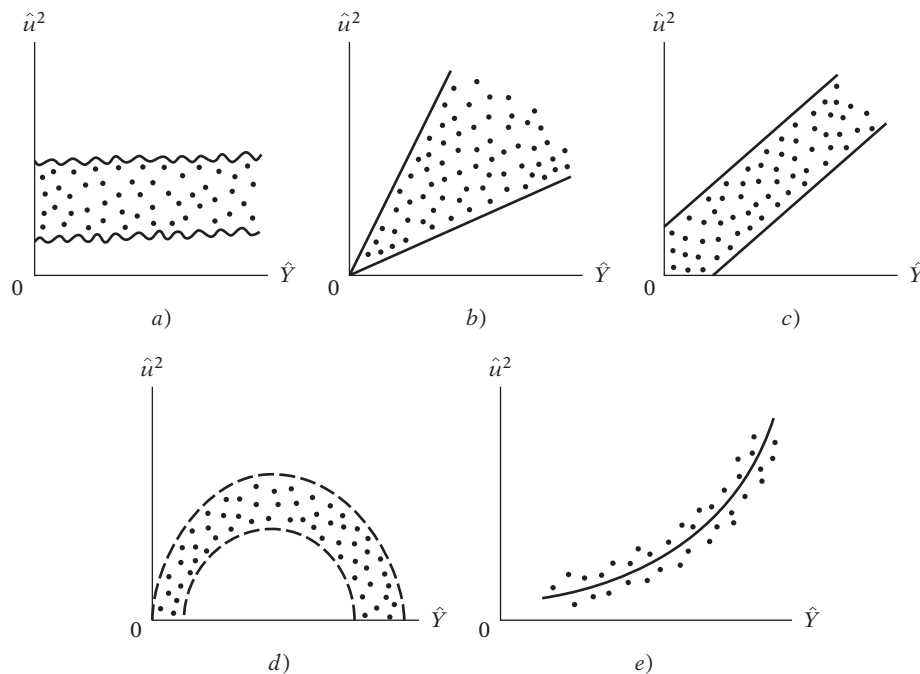 û² û² û²
0 Ŷ 0 Ŷ 0 Ŷ
a) b) c)
û² û²
0 Ŷ 0 Ŷ
d) e)